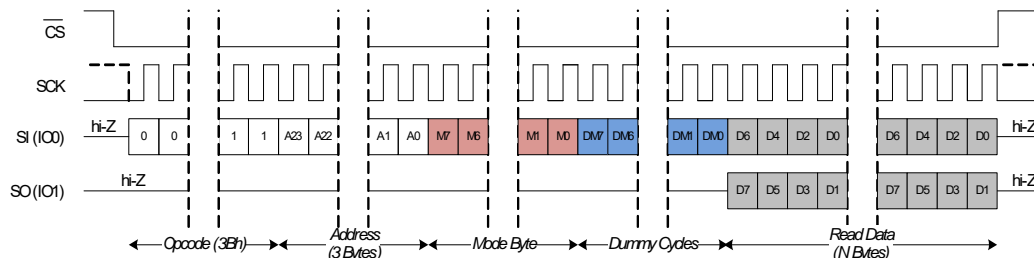 CS
SCK
SI (IO0) hi-Z 0 0 1 1 A23 A22 A1 A0 M7 M6 M1 M0 DM7 DM6 DM1 DM0 D6 D4 D2 D0 D6 D4 D2 D0 hi-Z
SO (IO1) hi-Z D7 D5 D3 D1 D7 D5 D3 D1 hi-Z
Opcode (3Bh) Address (3 Bytes) Mode Byte Dummy Cycles Read Data (N Bytes)